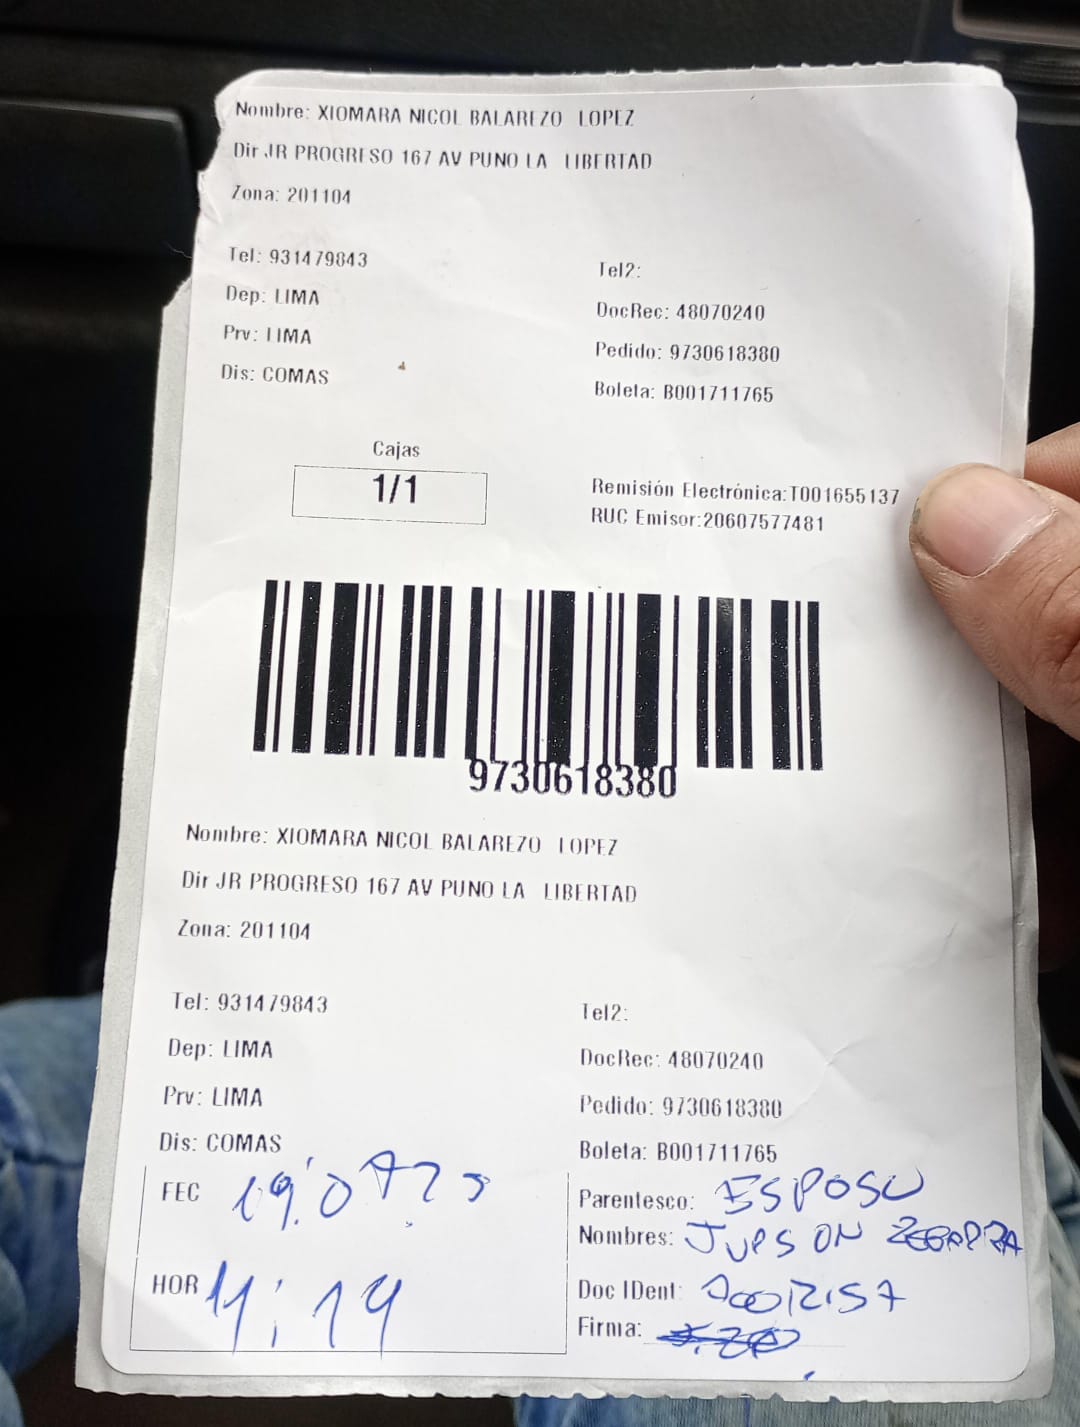 Nombre: XIOMARA NICOL BALAREZO LOPEZ
Dir JR PROGRESO 167 AV PUNO LA LIBERTAD
Zona: 201104
Tel: 931479843
Tel2:
Dep: LIMA
DocRec: 48070240
Prv: LIMA
Pedido: 9730618380
Dis: COMAS
Boleta: B001711765
Cajas
1/1
Remisión Electrónica:T001655137
RUC Emisor:20607577481
9730618380
Nombre: XIOMARA NICOL BALAREZO LOPEZ
Dir JR PROGRESO 167 AV PUNO LA LIBERTAD
Zona: 201104
Tel: 931479843
Tel2:
Dep: LIMA
DocRec: 48070240
Prv: LIMA
Pedido: 9730618380
Dis: COMAS
Boleta: B001711765
FEC
Parentesco: ESPOSO
Nombres:
HOR
Doc IDent:
Firma: